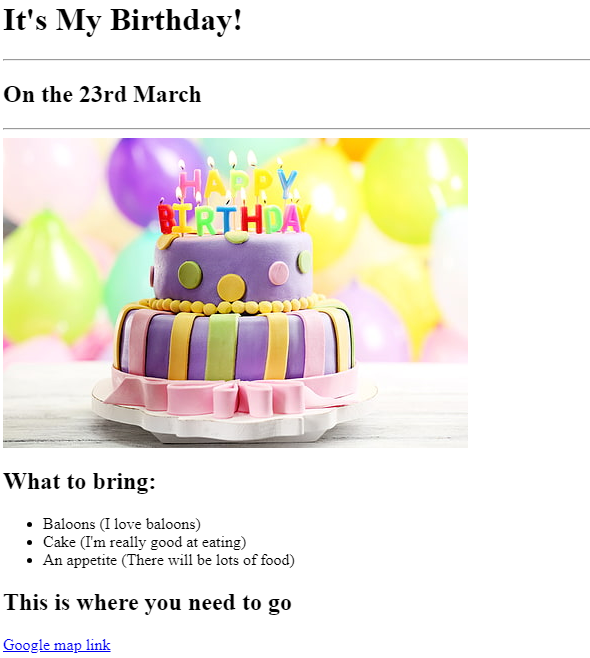 It's My Birthday!
On the 23rd March
HAPPY
BIRTHDAY
What to bring:
Baloons (I love baloons)
Cake (I'm really good at eating)
An appetite (There will be lots of food)
This is where you need to go
Google map link